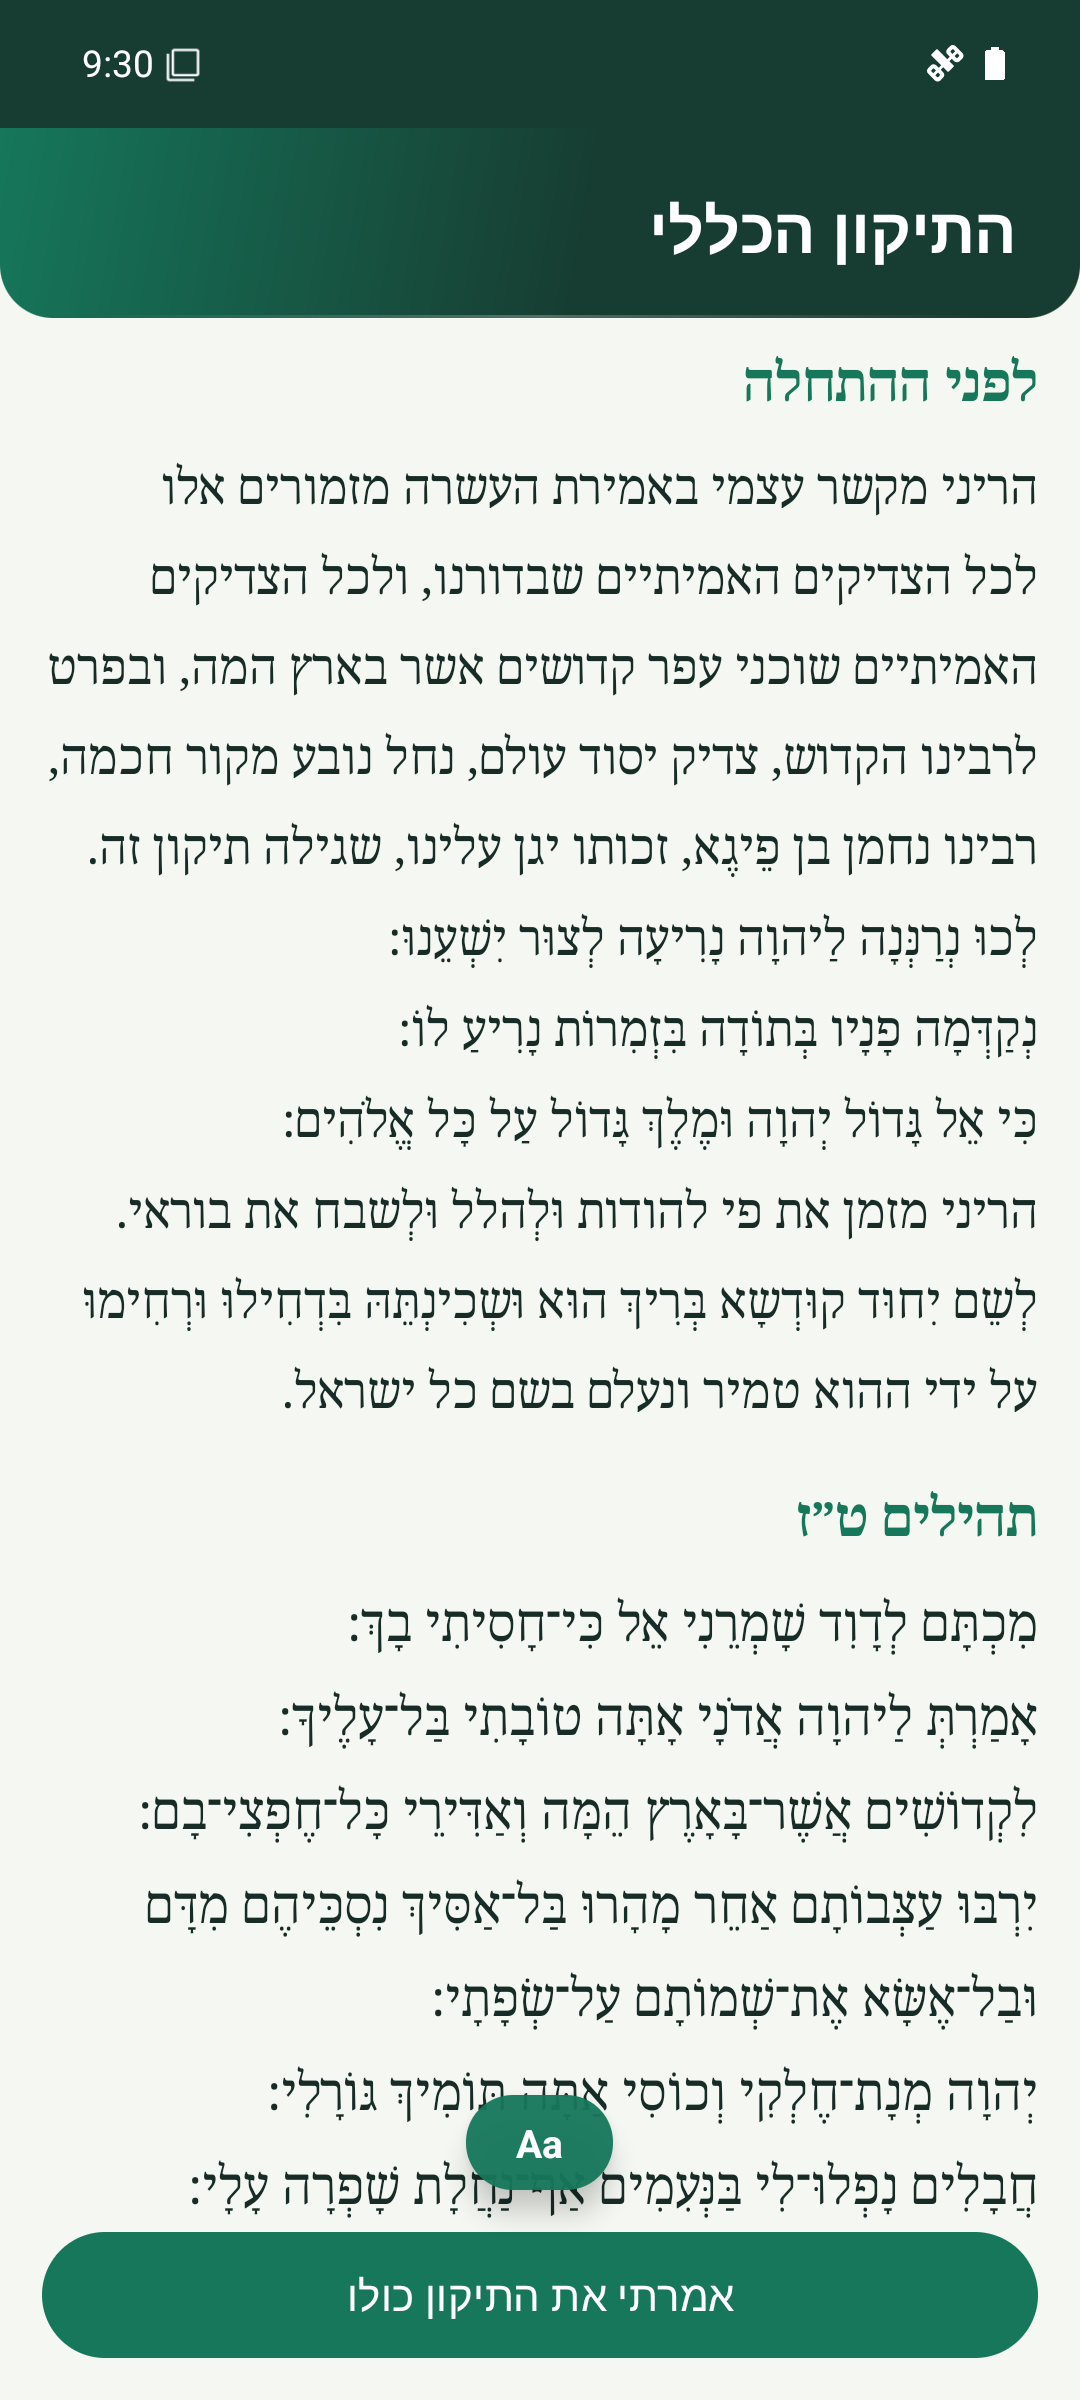 9:30
התיקון הכללי
לפני ההתחלה
הריני מקשר עצמי באמירת העשרה מזמורים אלו
לכל הצדיקים האמיתיים שבדורנו, ולכל הצדיקים
האמיתיים שוכני עפר קדושים אשר בארץ המה, ובפרט
לרבינו הקדוש, צדיק יסוד עולם, נחל נובע מקור חכמה,
רבינו נחמן בן פֵיגֶא, זכותו יגן עלינו, שגילה תיקון זה.
לְכוּ נְרַנְּנָה לַיהוָה נָרִיעָה לְצוּר יִשְׁעֵנוּ:
נְקַדְּמָה פָנָיו בְּתוֹדָה בִּזְמִרוֹת נָרִיעַ לוֹ:
כִּי אֵל גָּדוֹל יְהוָה וּמֶלֶךְ גָּדוֹל עַל כָּל אֱלֹהִים:
הריני מזמן את פי להודות וּלְהלל וּלְשבח את בוראי.
לְשֵׁם יִחוּד קוּדְשָׁא בְּרִיךְ הוּא וּשְׁכִינְתֵּהּ בִּדְחִילוּ וּרְחִימוּ
על ידי ההוא טמיר ונעלם בשם כל ישראל.
תהילים ט״ז
מִכְתָּם לְדָוִד שָׁמְרֵנִי אֵל כִּי־חָסִיתִי בָךְ:
אָמַרְתְּ לַיהוָה אֲדֹנָי אָתָּה טוֹבָתִי בַּל־עָלֶיךָ:
לִקְדוֹשִׁים אֲשֶׁר־בָּאָרֶץ הֵמָּה וְאַדִּירֵי כָּל־חֶפְצִי־בָם:
יִרְבּוּ עַצְּבוֹתָם אַחֵר מָהָרוּ בַּל־אַסִּיךְ נִסְכֵּיהֶם מִדָּם
וּבַל־אֶשָּׂא אֶת־שְׁמוֹתָם עַל־שְׂפָתָי:
יְהוָה מְנָת־חֶלְקִי וְכוֹסִי אַתָּה תּוֹמִיךְ גּוֹרָלִי:
חֲבָלִים נָפְלוּ־לִי בַּנְּעִמִים אַף־נַחֲלָת שָׁפְרָה עָלָי:
Aa
אמרתי את התיקון כולו